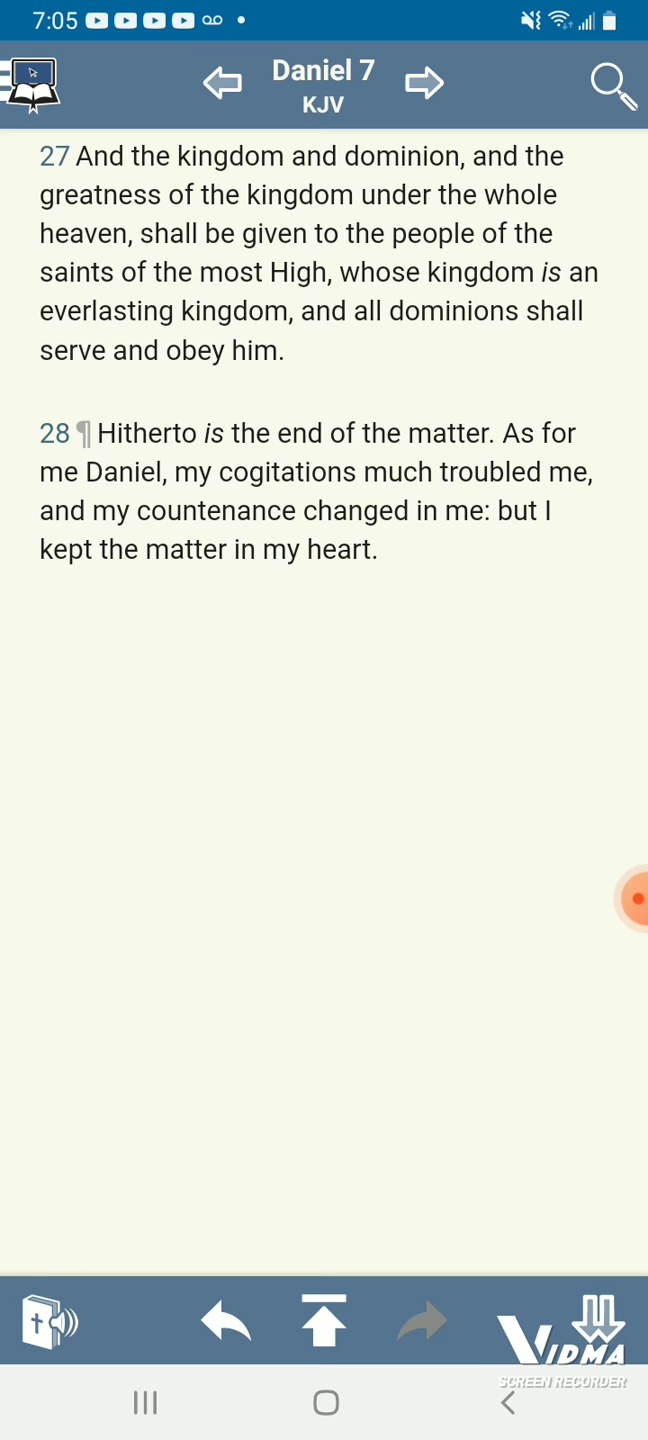 7:05
Daniel 7
KJV
27 And the kingdom and dominion, and the
greatness of the kingdom under the whole
heaven, shall be given to the people of the
saints of the most High, whose kingdom is an
everlasting kingdom, and all dominions shall
serve and obey him.
28 ¶ Hitherto is the end of the matter. As for
me Daniel, my cogitations much troubled me,
and my countenance changed in me: but I
kept the matter in my heart.
VIDMA
SCREEN RECORDER